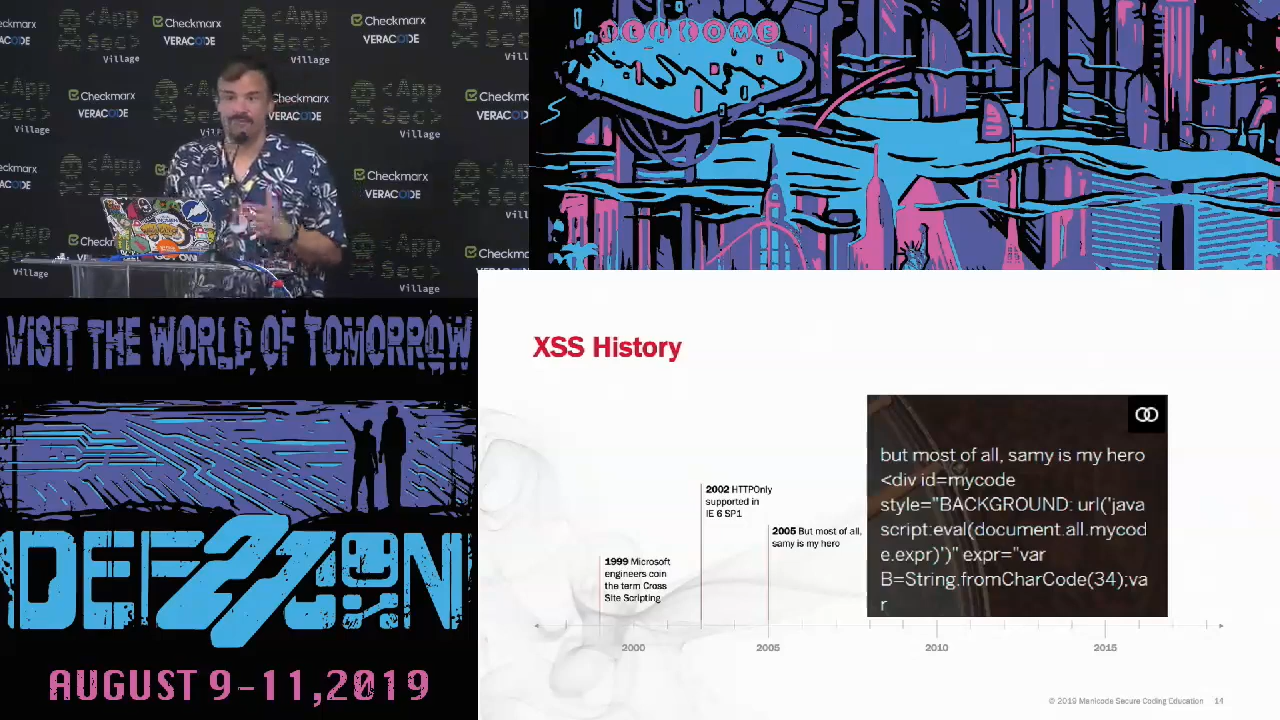 Checkmarx
VERACODE
<App
Sec>
Village
WELCOME
VISIT THE WORLD OF TOMORROW
DEFCON
27
AUGUST 9-11,2019
XSS History
but most of all, samy is my hero
<div id=mycode
style="BACKGROUND: url('java
script:eval(document.all.mycod
e.expr)')" expr="var
B=String.fromCharCode(34);va
r
2002 HTTPOnly
supported in
IE 6 SP1
2005 But most of all,
samy is my hero
1999 Microsoft
engineers coin
the term Cross
Site Scripting
2000
2005
2010
2015
© 2019 Manicode Secure Coding Education
14